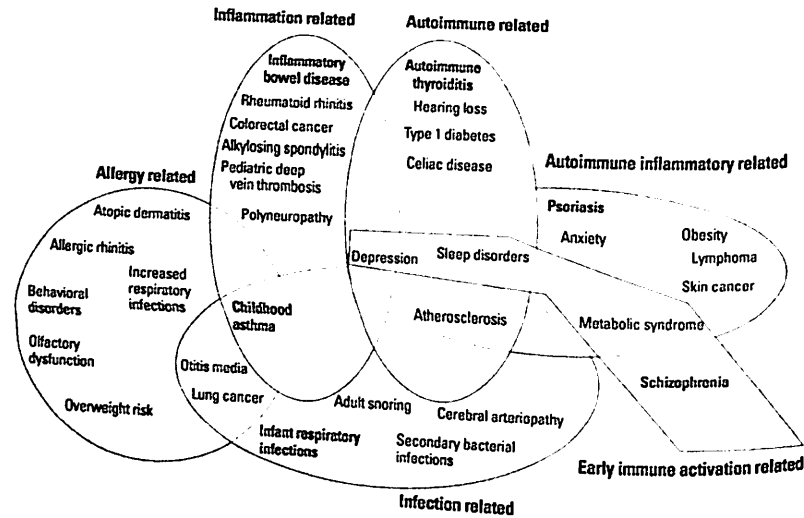 Inflammation related
Autoimmune related
Inflammatory
bowel disease
Rheumatoid rhinitis
Colorectal cancer
Alkylosing spondylitis
Pediatric deep
vein thrombosis
Polyneuropathy
Autoimmune
thyroiditis
Hearing loss
Type 1 diabetes
Celiac disease
Autoimmune inflammatory related
Psoriasis
Anxiety
Obesity
Lymphoma
Skin cancer
Allergy related
Atopic dermatitis
Allergic rhinitis
Increased
respiratory
infections
Behavioral
disorders
Olfactory
dysfunction
Overweight risk
Depression
Sleep disorders
Childhood
asthma
Atherosclerosis
Metabolic syndrome
Schizophrenia
Otitis media
Lung cancer
Adult snoring
Cerebral arteriopathy
Infant respiratory
infections
Secondary bacterial
infections
Early immune activation related
Infection related